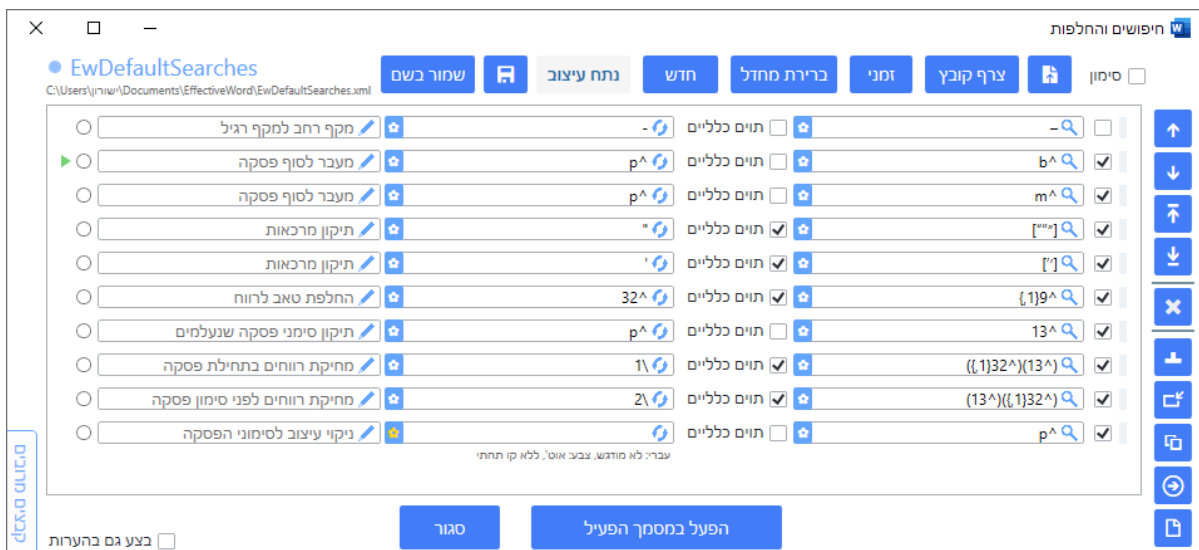 חיפושים והחלפות
סימון
צרף קובץ
זמני
ברירת מחדל
חדש
נתח עיצוב
שמור בשם
EwDefaultSearches
C:\Users\ישורון\Documents\EffectiveWord\EwDefaultSearches.xml
– תוים כלליים - מקף רחב למקף רגיל
^b תוים כלליים ^p מעבר לסוף פסקה
^m תוים כלליים ^p מעבר לסוף פסקה
[""״] תוים כלליים " תיקון מרכאות
['׳] תוים כלליים ' תיקון מרכאות
^9{1,} תוים כלליים ^32 החלפת טאב לרווח
^13 תוים כלליים ^p תיקון סימני פסקה שנעלמים
(^13)(^32{1,}) תוים כלליים \1 מחיקת רווחים בתחילת פסקה
(^32{1,})(^13) תוים כלליים \2 מחיקת רווחים לפני סימון פסקה
^p תוים כלליים ניקוי עיצוב לסימוני הפסקה
עברי: לא מודגש, צבע: אוט', ללא קו תחתי
קבצים מרובים
הפעל במסמך הפעיל
סגור
בצע גם בהערות